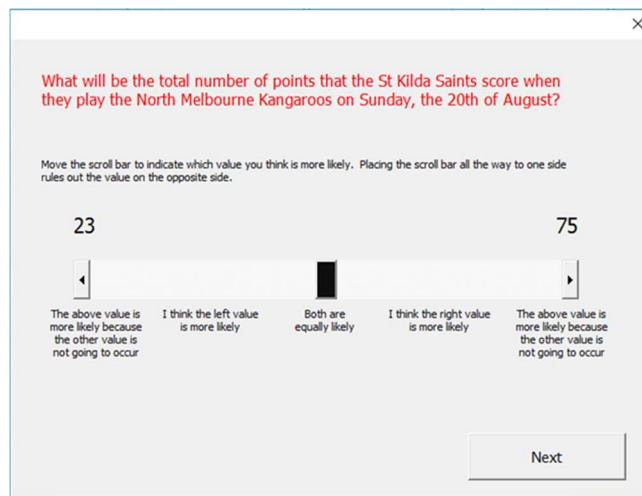 What will be the total number of points that the St Kilda Saints score when
they play the North Melbourne Kangaroos on Sunday, the 20th of August?
Move the scroll bar to indicate which value you think is more likely. Placing the scroll bar all the way to one side
rules out the value on the opposite side.
23 75
The above value is
more likely because
the other value is
not going to occur
I think the left value
is more likely
Both are
equally likely
I think the right value
is more likely
The above value is
more likely because
the other value is
not going to occur
Next